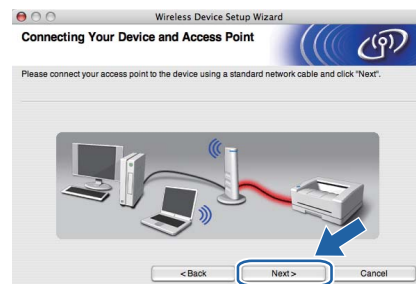 Wireless Device Setup Wizard
Connecting Your Device and Access Point
Please connect your access point to the device using a standard network cable and click "Next".
< Back Next > Cancel